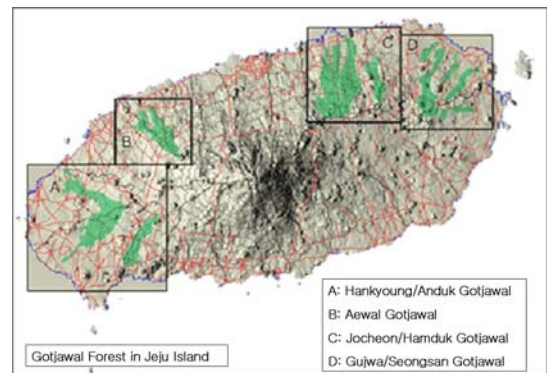 C
D
B
A
A: Hankyoung/Anduk Gotjawal
B: Aewal Gotjawal
C: Jocheon/Hamduk Gotjawal
D: Gujwa/Seongsan Gotjawal
Gotjawal Forest in Jeju Island